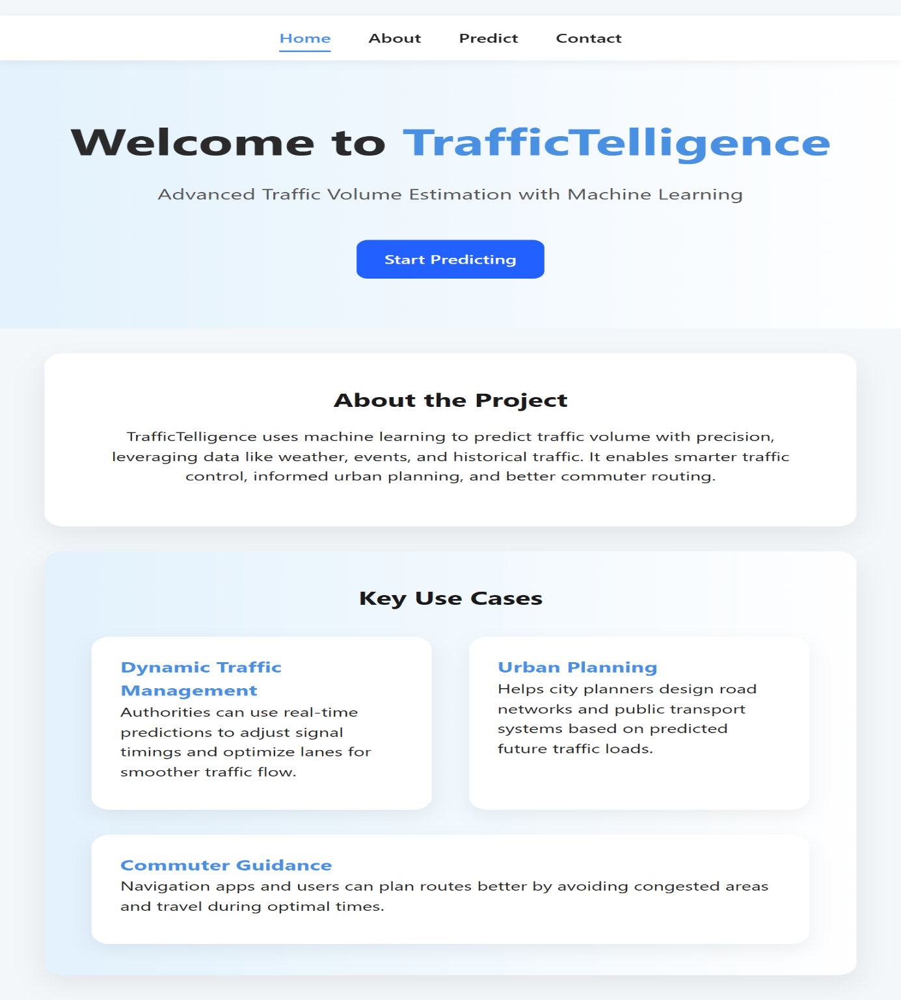 Home About Predict Contact
Welcome to TrafficTelligence
Advanced Traffic Volume Estimation with Machine Learning
Start Predicting
About the Project
TrafficTelligence uses machine learning to predict traffic volume with precision,
leveraging data like weather, events, and historical traffic. It enables smarter traffic
control, informed urban planning, and better commuter routing.
Key Use Cases
Dynamic Traffic
Management
Authorities can use real-time
predictions to adjust signal
timings and optimize lanes for
smoother traffic flow.
Urban Planning
Helps city planners design road
networks and public transport
systems based on predicted
future traffic loads.
Commuter Guidance
Navigation apps and users can plan routes better by avoiding congested areas
and travel during optimal times.